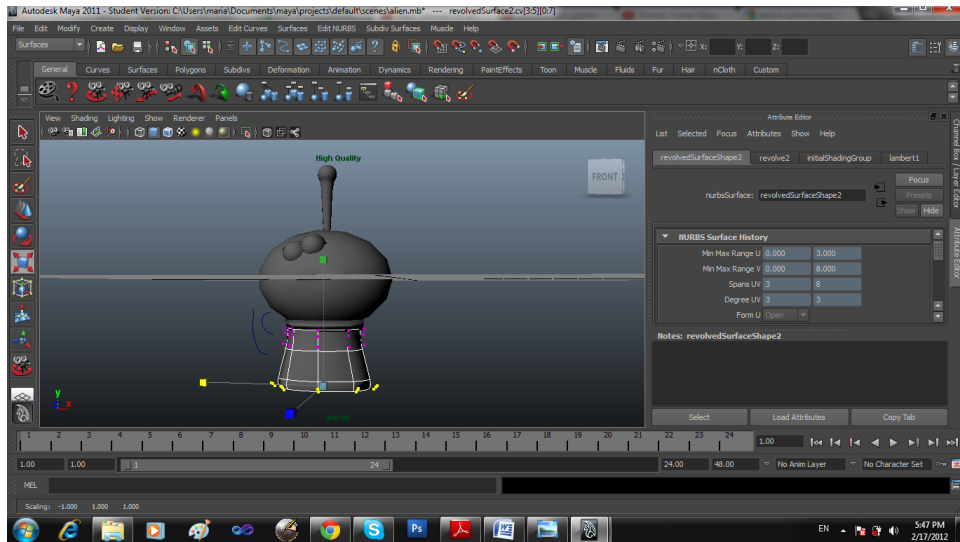 Autodesk Maya 2011 - Student Version: C:\Users\maria\Documents\maya\projects\default\scenes\alien.mb* --- revolvedSurface2.cv[3:5][0:7]
File Edit Modify Create Display Window Assets Edit Curves Surfaces Edit NURBS Subdiv Surfaces Muscle Help
Surfaces X: Y: Z:
General Curves Surfaces Polygons Subdivs Deformation Animation Dynamics Rendering PaintEffects Toon Muscle Fluids Fur Hair nCloth Custom
View Shading Lighting Show Renderer Panels
High Quality
FRONT
y
x
persp
Attribute Editor
List Selected Focus Attributes Show Help
revolvedSurfaceShape2 revolve2 initialShadingGroup lambert1
nurbsSurface: revolvedSurfaceShape2
Focus
Presets
Show Hide
NURBS Surface History
Min Max Range U 0.000 3.000
Min Max Range V 0.000 8.000
Spans UV 3 8
Degree UV 3 3
Form U Open
Notes: revolvedSurfaceShape2
Select Load Attributes Copy Tab
Channel Box / Layer Editor
Attribute Editor
1 2 3 4 5 6 7 8 9 10 11 12 13 14 15 16 17 18 19 20 21 22 23 24 1.00
1.00 1.00 1 24 24.00 48.00 No Anim Layer No Character Set
MEL
Scaling: -1.000 1.000 1.000
Ps
W
EN 5:47 PM
2/17/2012